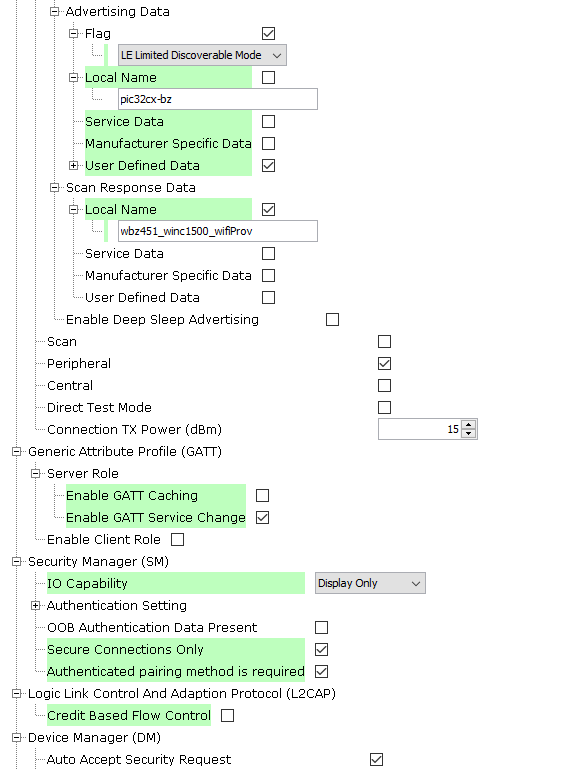 Advertising Data
Flag
LE Limited Discoverable Mode
Local Name
pic32cx-bz
Service Data
Manufacturer Specific Data
User Defined Data
Scan Response Data
Local Name
wbz451_winc1500_wifiProv
Service Data
Manufacturer Specific Data
User Defined Data
Enable Deep Sleep Advertising
Scan
Peripheral
Central
Direct Test Mode
Connection TX Power (dBm) 15
Generic Attribute Profile (GATT)
Server Role
Enable GATT Caching
Enable GATT Service Change
Enable Client Role
Security Manager (SM)
IO Capability Display Only
Authentication Setting
OOB Authentication Data Present
Secure Connections Only
Authenticated pairing method is required
Logic Link Control And Adaption Protocol (L2CAP)
Credit Based Flow Control
Device Manager (DM)
Auto Accept Security Request